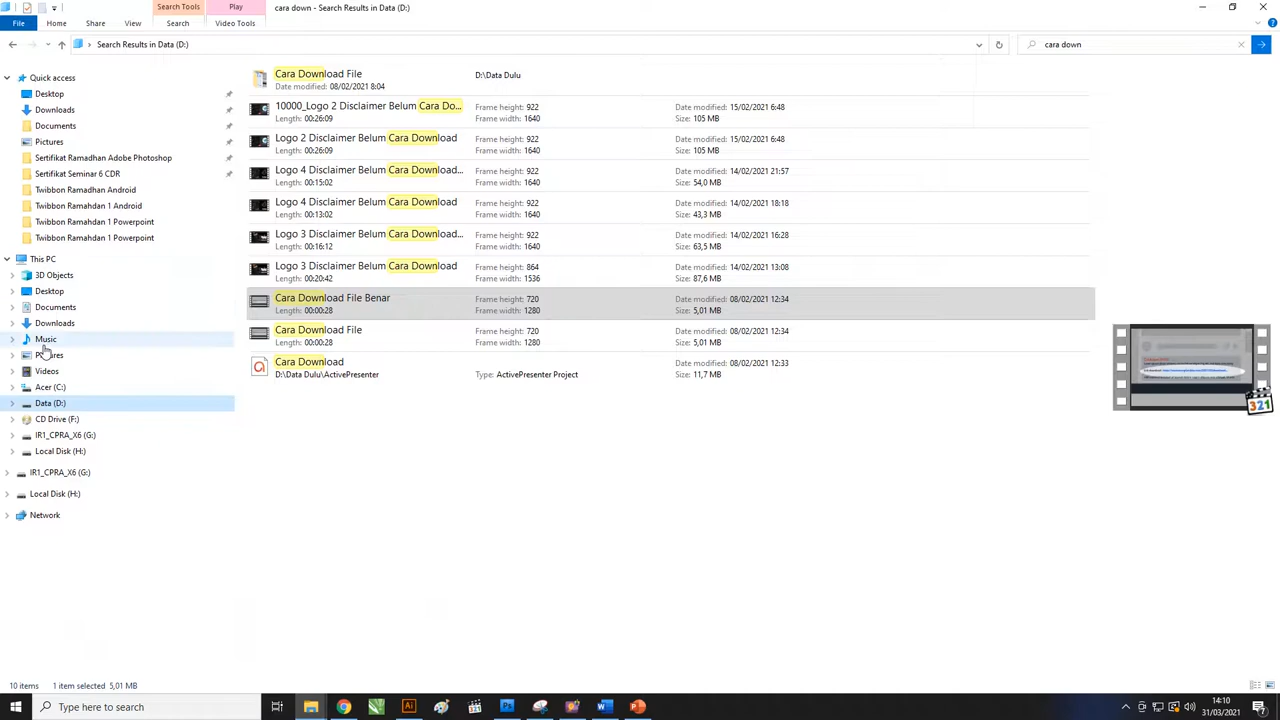 Search Tools
Play
cara down - Search Results in Data (D:)
File
Home
Share
View
Search
Video Tools
Search Results in Data (D:)
cara down
Quick access
Desktop
Downloads
Documents
Pictures
Sertifikat Ramadhan Adobe Photoshop
Sertifikat Seminar 6 CDR
Twibbon Ramadhan Android
Twibbon Ramahdan 1 Android
Twibbon Ramahdan 1 Powerpoint
Twibbon Ramahdan 1 Powerpoint
This PC
3D Objects
Desktop
Documents
Downloads
Music
Pictures
Videos
Acer (C:)
Data (D:)
CD Drive (F:)
IR1_CPRA_X6 (G:)
Local Disk (H:)
IR1_CPRA_X6 (G:)
Local Disk (H:)
Network
Cara Download File
Date modified: 08/02/2021 8:04
D:\Data Dulu
10000_Logo 2 Disclaimer Belum Cara Do...
Length: 00:26:09
Frame height: 922
Frame width: 1640
Date modified: 15/02/2021 6:48
Size: 105 MB
Logo 2 Disclaimer Belum Cara Download
Length: 00:26:09
Frame height: 922
Frame width: 1640
Date modified: 15/02/2021 6:48
Size: 105 MB
Logo 4 Disclaimer Belum Cara Download...
Length: 00:15:02
Frame height: 922
Frame width: 1640
Date modified: 14/02/2021 21:57
Size: 54,0 MB
Logo 4 Disclaimer Belum Cara Download
Length: 00:13:02
Frame height: 922
Frame width: 1640
Date modified: 14/02/2021 18:18
Size: 43,3 MB
Logo 3 Disclaimer Belum Cara Download...
Length: 00:16:12
Frame height: 922
Frame width: 1640
Date modified: 14/02/2021 16:28
Size: 63,5 MB
Logo 3 Disclaimer Belum Cara Download
Length: 00:20:42
Frame height: 864
Frame width: 1536
Date modified: 14/02/2021 13:08
Size: 87,6 MB
Cara Download File Benar
Length: 00:00:28
Frame height: 720
Frame width: 1280
Date modified: 08/02/2021 12:34
Size: 5,01 MB
Cara Download File
Length: 00:00:28
Frame height: 720
Frame width: 1280
Date modified: 08/02/2021 12:34
Size: 5,01 MB
Cara Download
D:\Data Dulu\ActivePresenter
Type: ActivePresenter Project
Date modified: 08/02/2021 12:33
Size: 11,7 MB
321
10 items
1 item selected 5,01 MB
Type here to search
14:10
31/03/2021